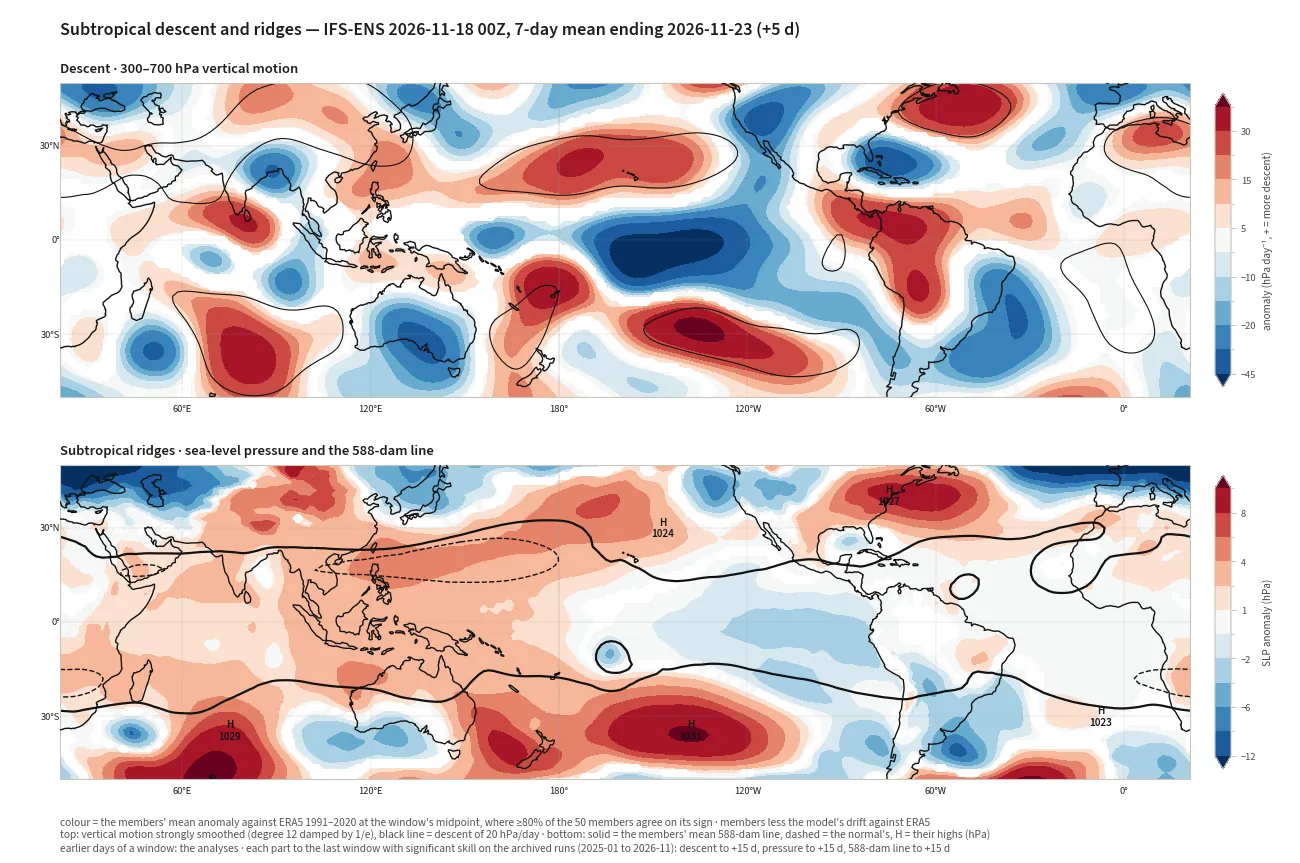 Subtropical descent and ridges — IFS-ENS 2026-11-18 00Z, 7-day mean ending 2026-11-23 (+5 d)
Descent · 300–700 hPa vertical motion
30°N
0°
30°S
60°E
120°E
180°
120°W
60°W
0°
30
15
5
−10
−20
−45
anomaly (hPa day⁻¹, + = more descent)
Subtropical ridges · sea-level pressure and the 588-dam line
30°N
0°
30°S
H
1027
H
1024
H
1029
H
1031
H
1023
60°E
120°E
180°
120°W
60°W
0°
8
4
1
−2
−6
−12
SLP anomaly (hPa)
colour = the members' mean anomaly against ERA5 1991–2020 at the window's midpoint, where ≥80% of the 50 members agree on its sign · members less the model's drift against ERA5
top: vertical motion strongly smoothed (degree 12 damped by 1/e), black line = descent of 20 hPa/day · bottom: solid = the members' mean 588-dam line, dashed = the normal's, H = their highs (hPa)
earlier days of a window: the analyses · each part to the last window with significant skill on the archived runs (2025-01 to 2026-11): descent to +15 d, pressure to +15 d, 588-dam line to +15 d